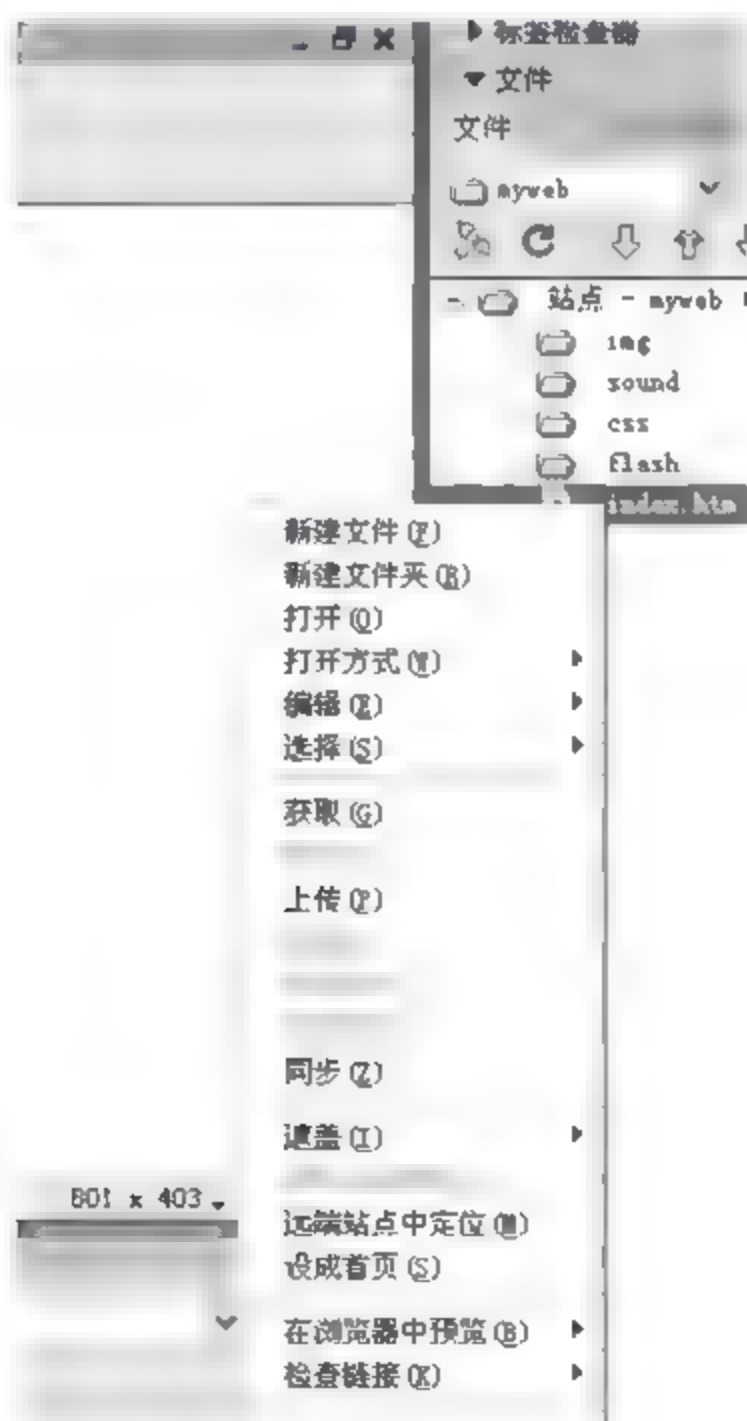 标签检查器
文件
文件
myweb
站点 - myweb
img
sound
css
flash
index.htm
新建文件(F)
新建文件夹(R)
打开(O)
打开方式(W)
编辑(E)
选择(S)
获取(G)
上传(P)
同步(Z)
遮盖(I)
801 x 403
远端站点中定位(M)
设成首页(S)
在浏览器中预览(B)
检查链接(K)